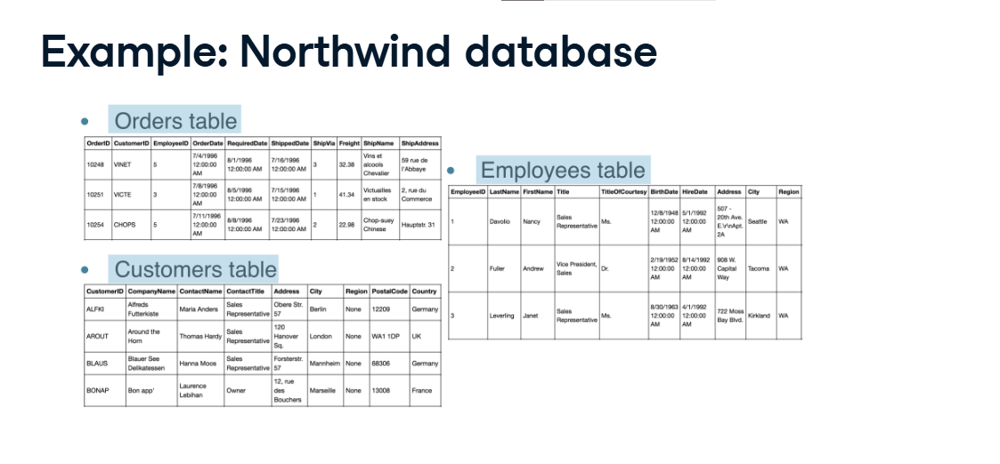 Example: Northwind database
• Orders table
OrderID CustomerID EmployeeID OrderDate RequiredDate ShippedDate ShipVia Freight ShipName ShipAddress
10248 VINET 5 7/4/1996 12:00:00 AM 8/1/1996 12:00:00 AM 7/16/1996 12:00:00 AM 3 32.38 Vins et alcools Chevalier 59 rue de l'Abbaye
10251 VICTE 3 7/8/1996 12:00:00 AM 8/5/1996 12:00:00 AM 7/15/1996 12:00:00 AM 1 41.34 Victuailles en stock 2, rue du Commerce
10254 CHOPS 5 7/11/1996 12:00:00 AM 8/8/1996 12:00:00 AM 7/23/1996 12:00:00 AM 2 22.98 Chop-suey Chinese Hauptstr. 31
• Customers table
CustomerID CompanyName ContactName ContactTitle Address City Region PostalCode Country
ALFKI Alfreds Futterkiste Maria Anders Sales Representative Obere Str. 57 Berlin None 12209 Germany
AROUT Around the Horn Thomas Hardy Sales Representative 120 Hanover Sq. London None WA1 1DP UK
BLAUS Blauer See Delikatessen Hanna Moos Sales Representative Forsterstr. 57 Mannheim None 68306 Germany
BONAP Bon app' Laurence Lebihan Owner 12, rue des Bouchers Marseille None 13008 France
• Employees table
EmployeeID LastName FirstName Title TitleOfCourtesy BirthDate HireDate Address City Region
1 Davolio Nancy Sales Representative Ms. 12/8/1948 12:00:00 AM 5/1/1992 12:00:00 AM 507 - 20th Ave. E.\r\nApt. 2A Seattle WA
2 Fuller Andrew Vice President, Sales Dr. 2/19/1952 12:00:00 AM 8/14/1992 12:00:00 AM 908 W. Capital Way Tacoma WA
3 Leverling Janet Sales Representative Ms. 8/30/1963 12:00:00 AM 4/1/1992 12:00:00 AM 722 Moss Bay Blvd. Kirkland WA